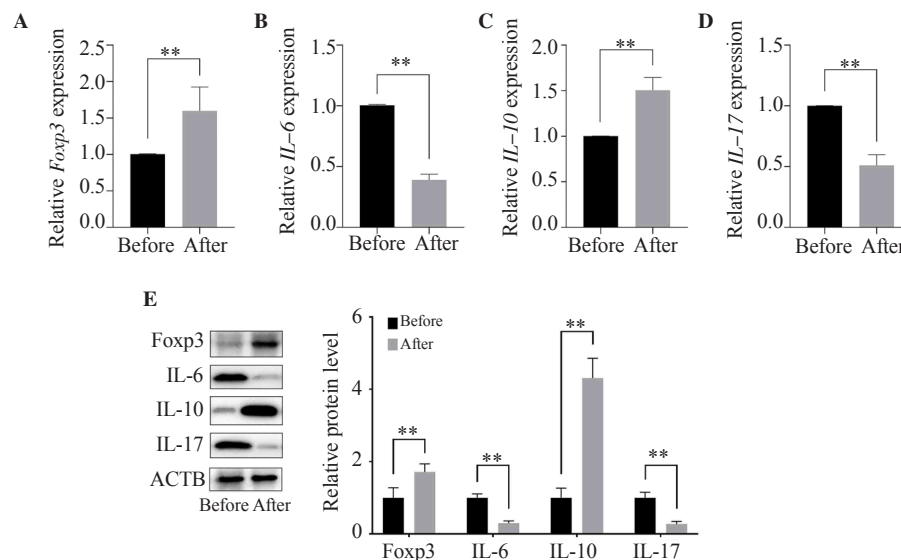 A
Relative Foxp3 expression
2.5
2.0
1.5
1.0
0.5
0.0
**
Before After
B
Relative IL–6 expression
1.5
1.0
0.5
0.0
**
Before After
C
Relative IL–10 expression
2.0
1.5
1.0
0.5
0.0
**
Before After
D
Relative IL–17 expression
1.5
1.0
0.5
0.0
**
Before After
E
Foxp3
IL-6
IL-10
IL-17
ACTB
Before After
Relative protein level
6
4
2
0
Before
After
**
**
**
**
Foxp3 IL-6 IL-10 IL-17